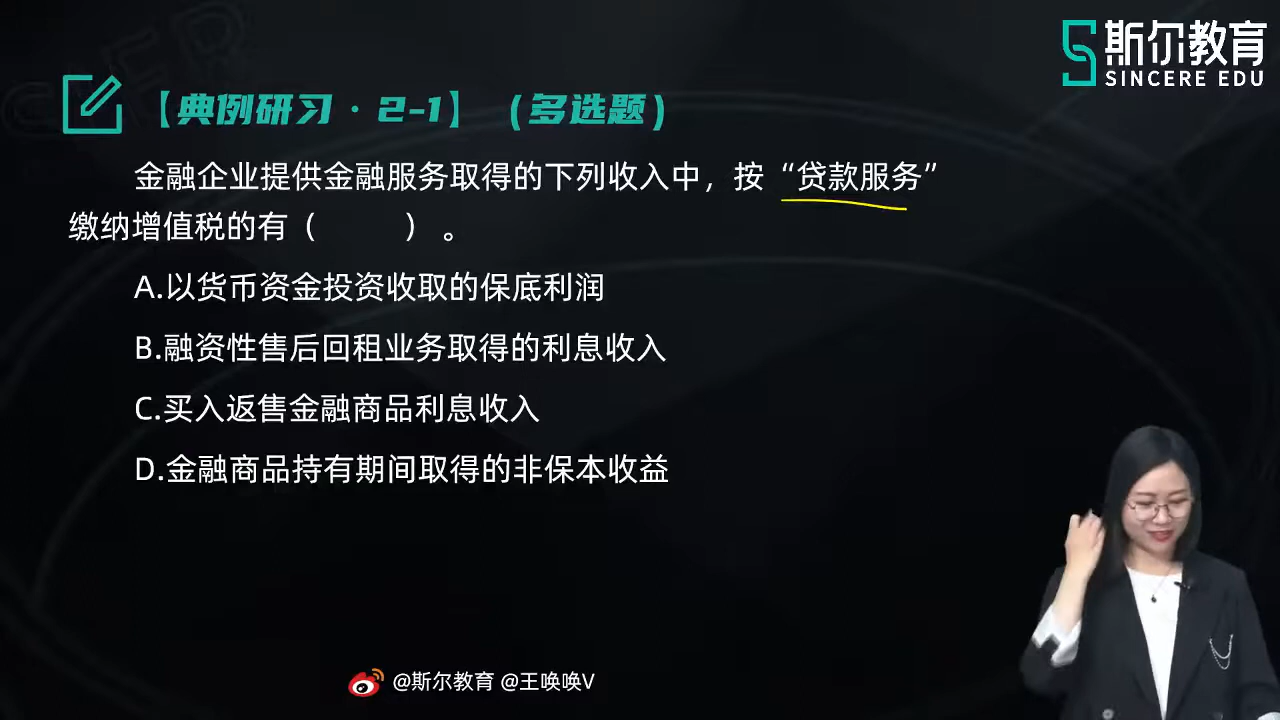 斯尔教育
SINCERE EDU
【典例研习·2-1】（多选题）
金融企业提供金融服务取得的下列收入中，按“贷款服务”
缴纳增值税的有（　　）。
A.以货币资金投资收取的保底利润
B.融资性售后回租业务取得的利息收入
C.买入返售金融商品利息收入
D.金融商品持有期间取得的非保本收益
@斯尔教育 @王唤唤V